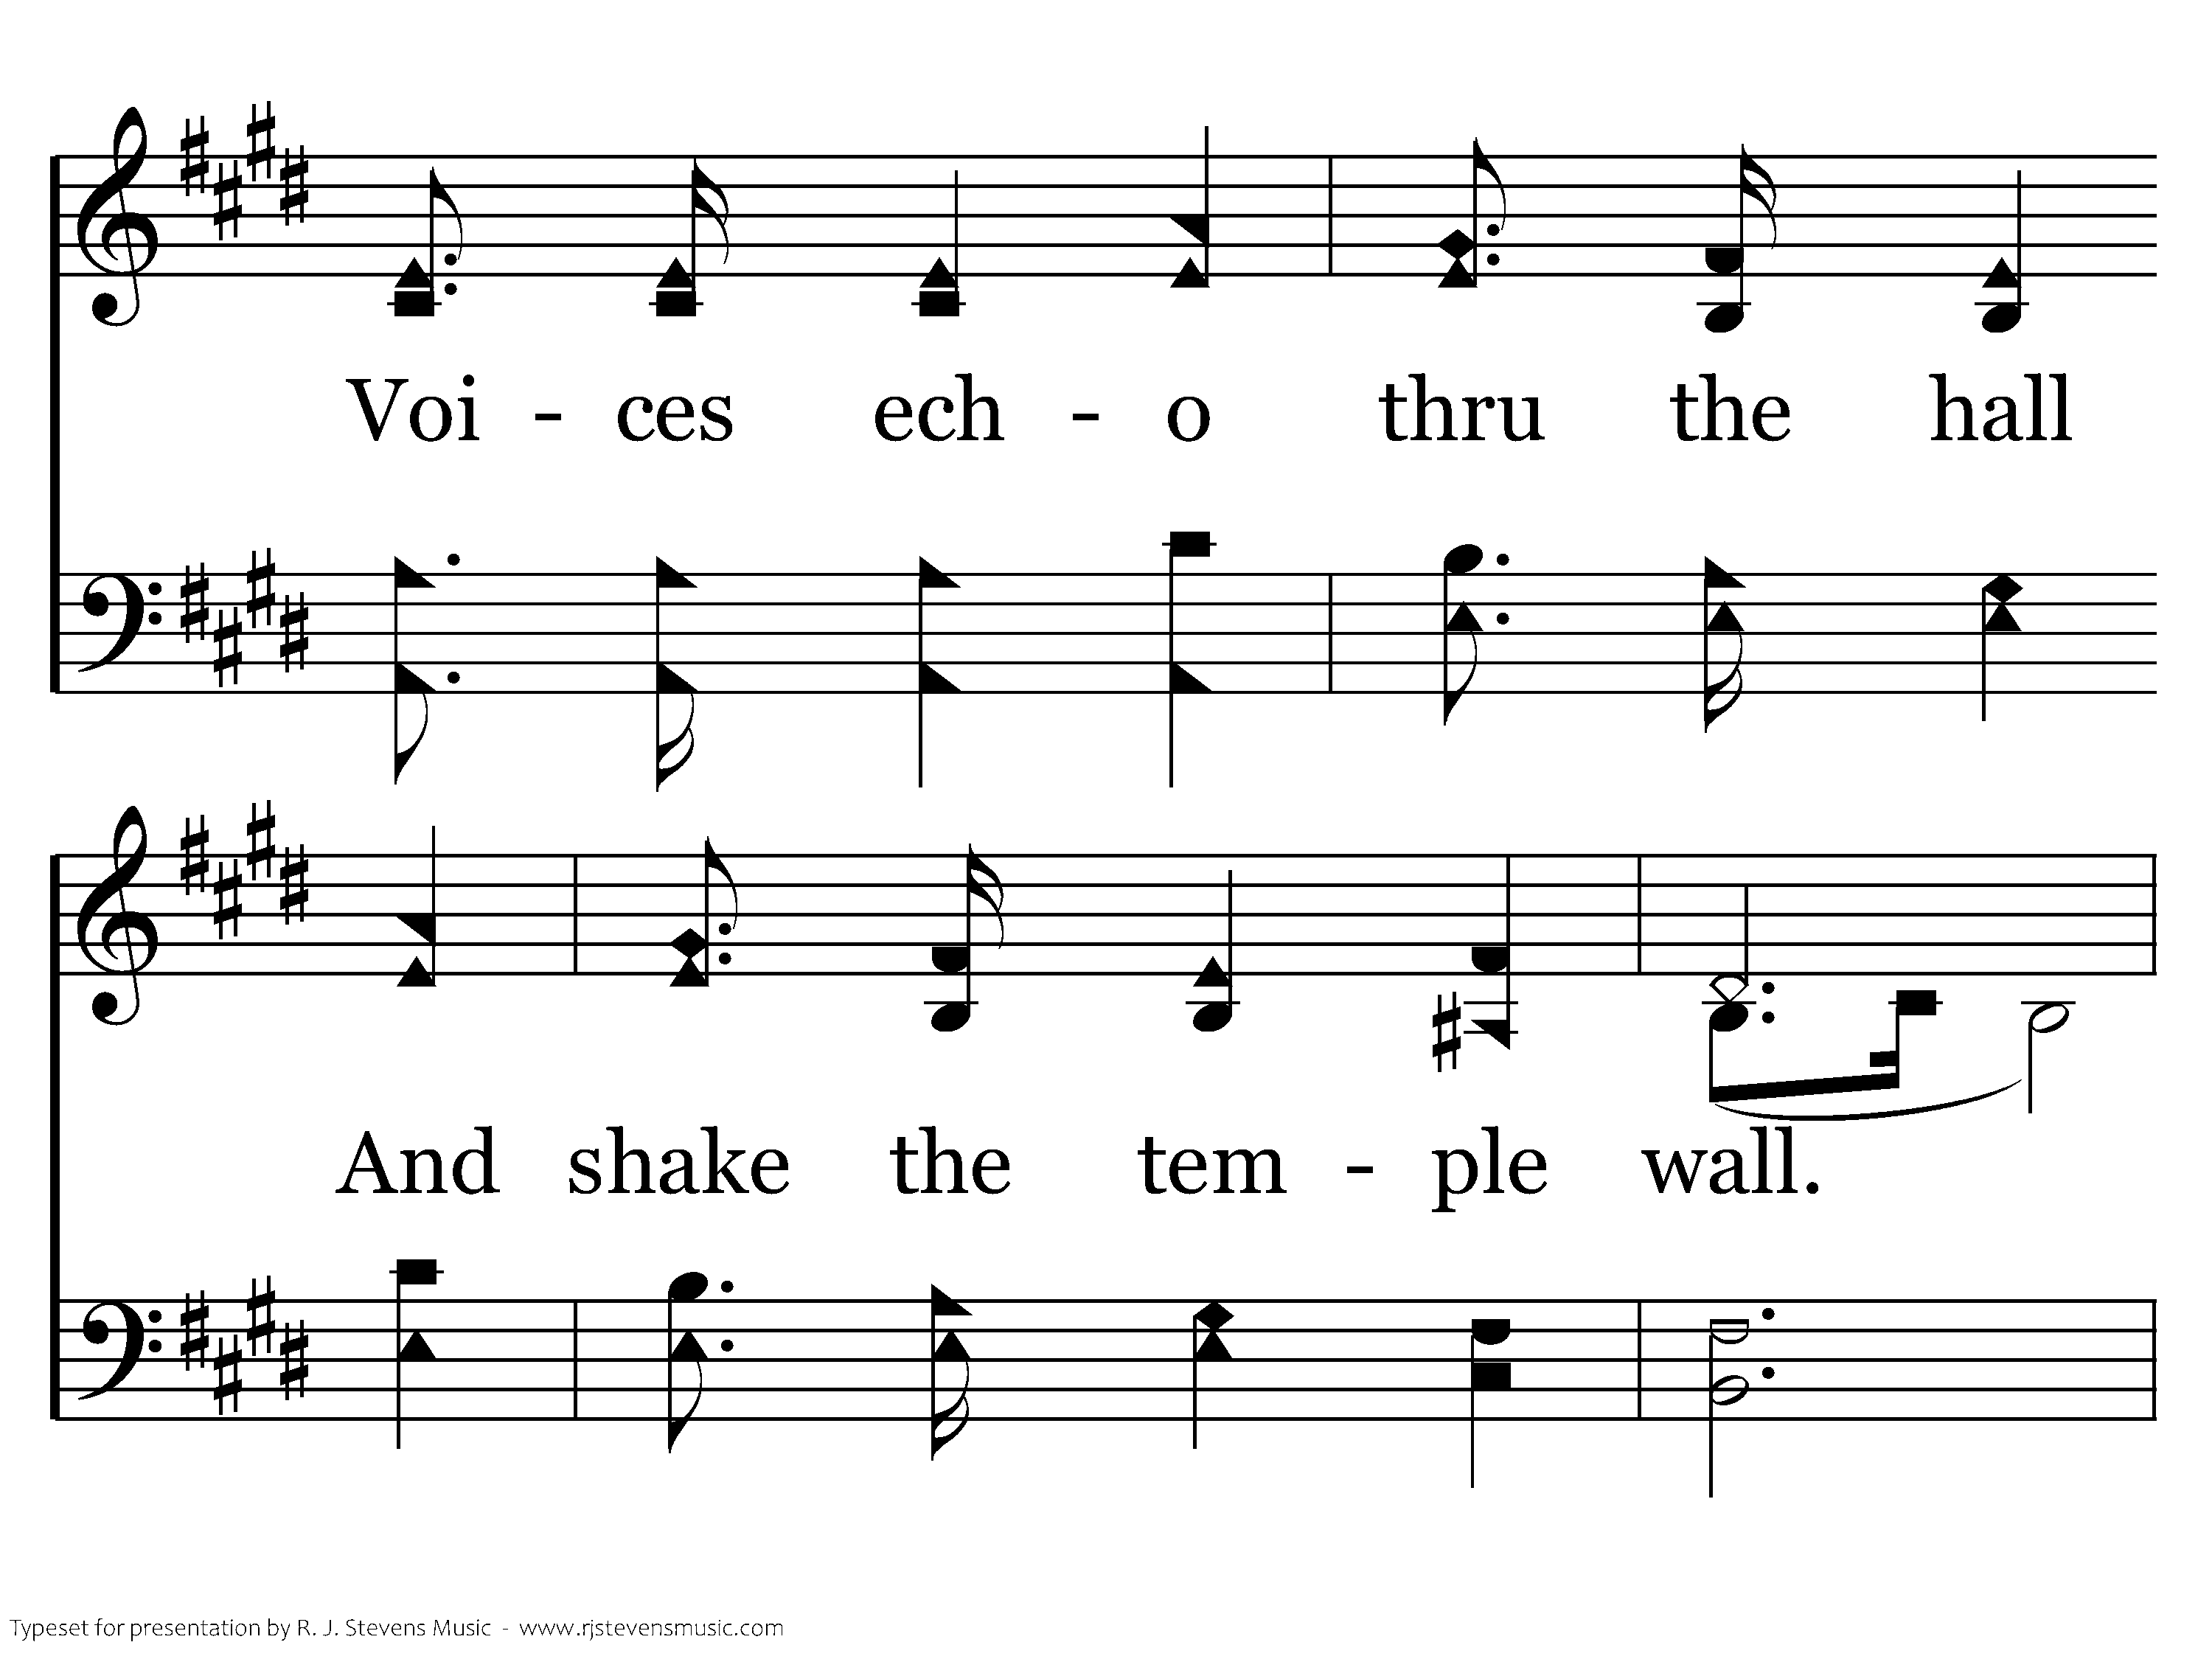 Voi - ces ech - o thru the hall
And shake the tem - ple wall.
Typeset for presentation by R. J. Stevens Music - www.rjstevensmusic.com